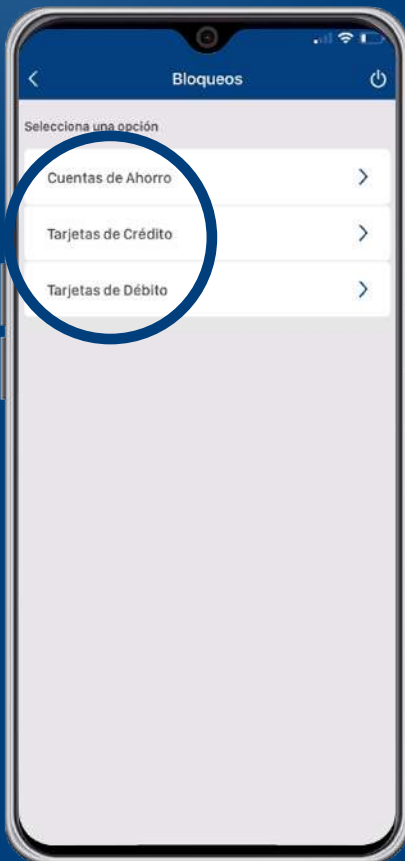 Bloqueos
Selecciona una opción
Cuentas de Ahorro
Tarjetas de Crédito
Tarjetas de Débito